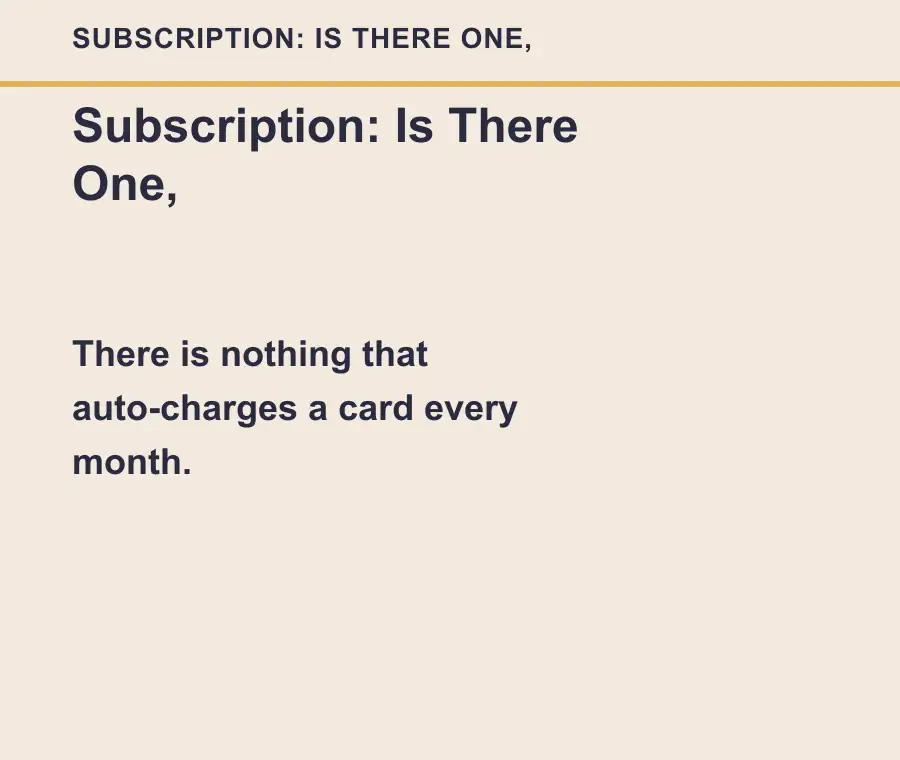 SUBSCRIPTION: IS THERE ONE,
Subscription: Is There
One,
There is nothing that
auto-charges a card every
month.